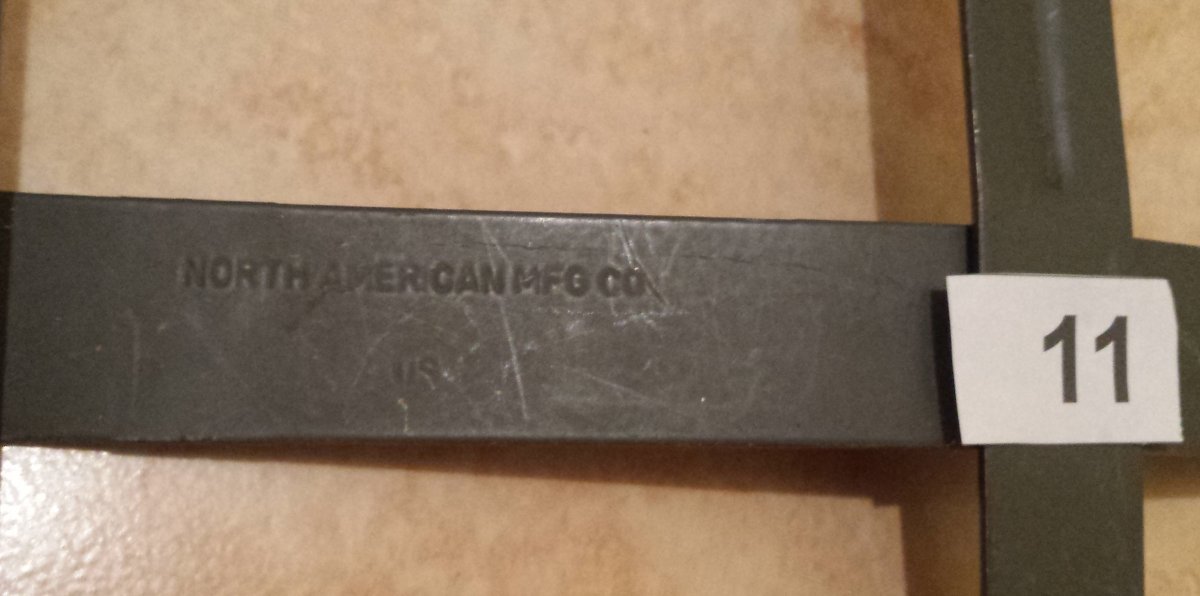 NORTH AMERICAN MFG CO.
US
11